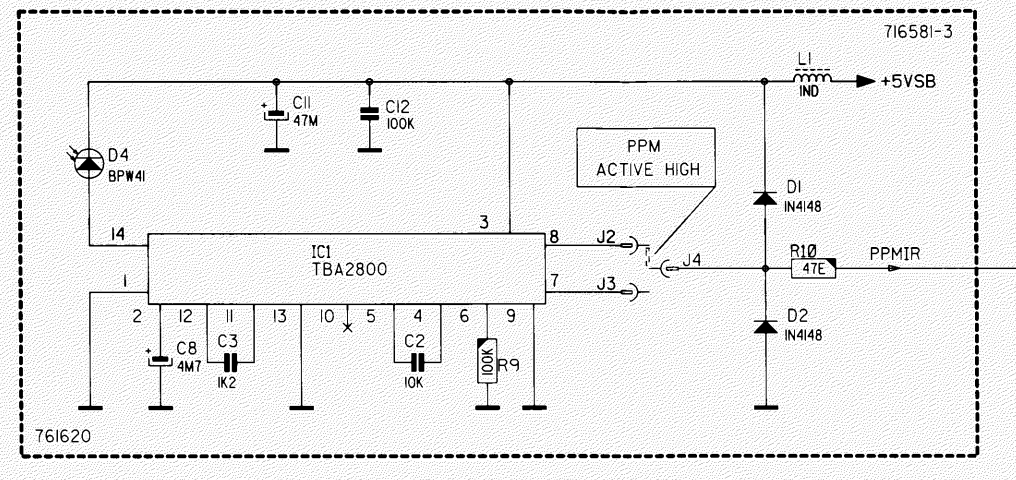 716581-3
L1
IND
+5VSB
C11
47M
C12
100K
PPM
ACTIVE HIGH
D4
BPW41
D1
IN4148
14
3
8
J2
IC1
TBA2800
J4
R10
47E
PPMIR
1
7
J3
2
12
11
13
10
5
4
6
9
D2
IN4148
+
C8
4M7
C3
1K2
C2
10K
100K
R9
761620